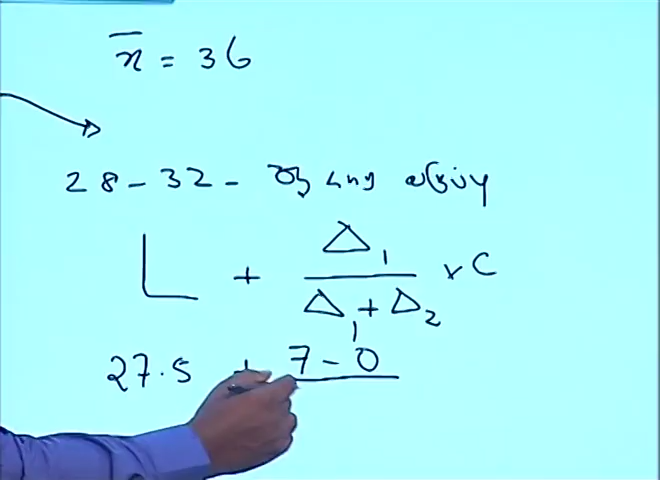 x̄ = 36
28 - 32 -
L + Δ₁ / (Δ₁ + Δ₂) × C
27.5 + 7 - 0